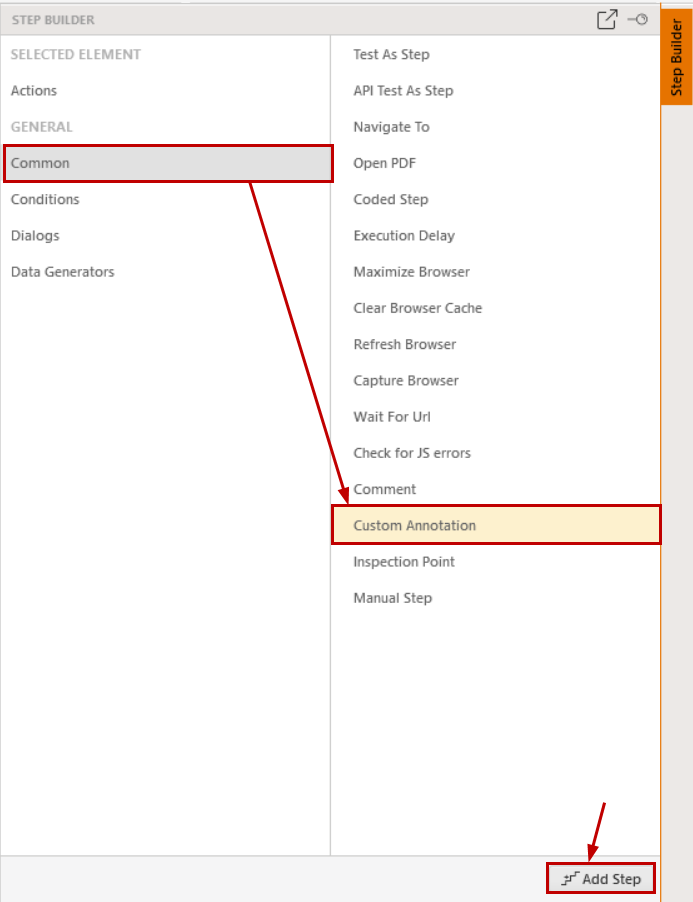 STEP BUILDER
SELECTED ELEMENT
Actions
GENERAL
Common
Conditions
Dialogs
Data Generators
Test As Step
API Test As Step
Navigate To
Open PDF
Coded Step
Execution Delay
Maximize Browser
Clear Browser Cache
Refresh Browser
Capture Browser
Wait For Url
Check for JS errors
Comment
Custom Annotation
Inspection Point
Manual Step
Add Step
Step Builder